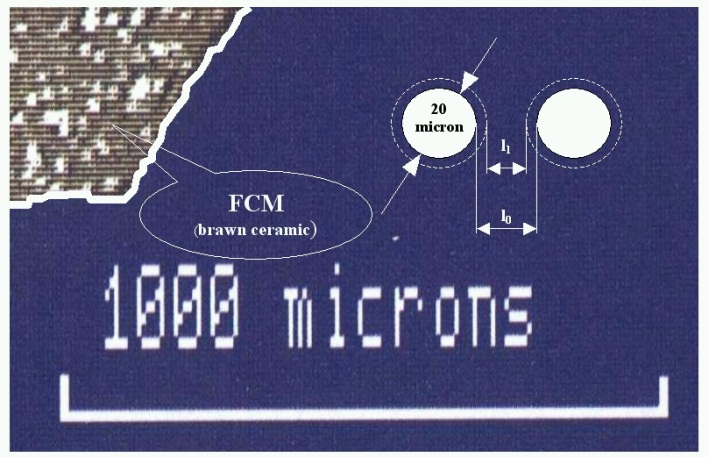 20
micron
l₁
l₀
FCM
(brawn ceramic)
1000 microns